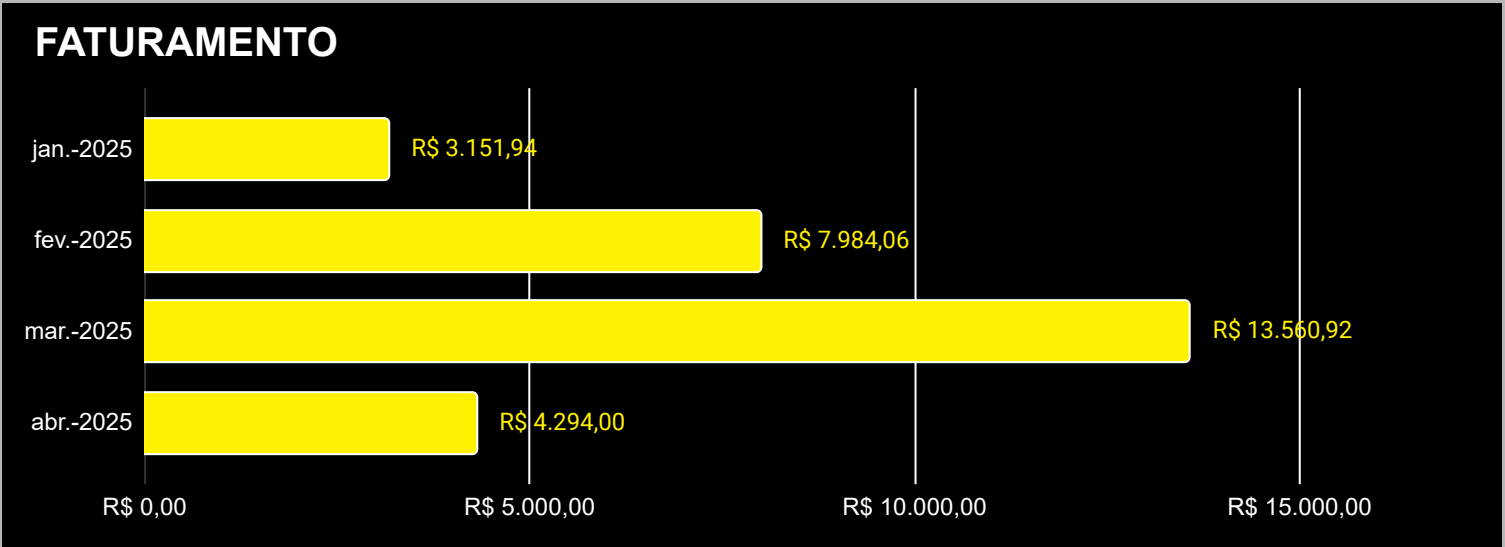 FATURAMENTO
jan.-2025 R$ 3.151,94
fev.-2025 R$ 7.984,06
mar.-2025 R$ 13.560,92
abr.-2025 R$ 4.294,00
R$ 0,00 R$ 5.000,00 R$ 10.000,00 R$ 15.000,00